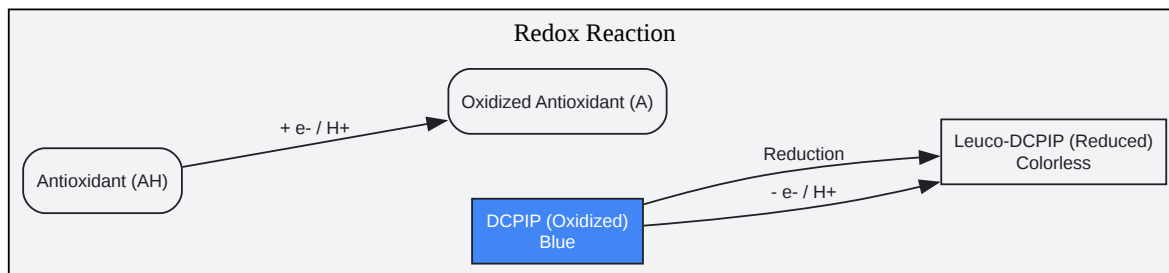 Redox Reaction
Oxidized Antioxidant (A)
+ e- / H+
Antioxidant (AH)
Leuco-DCPIP (Reduced)
Colorless
Reduction
- e- / H+
DCPIP (Oxidized)
Blue